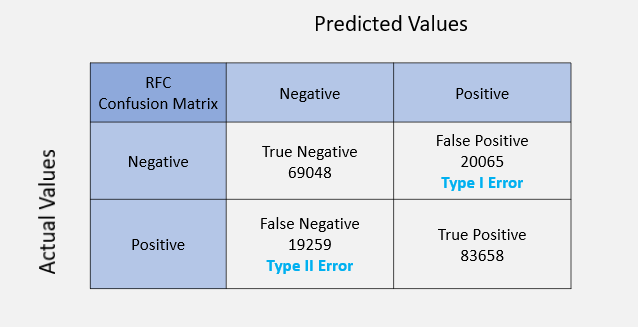 Predicted Values
RFC
Confusion Matrix
Negative
Positive
Actual Values
Negative
True Negative
69048
False Positive
20065
Type I Error
Positive
False Negative
19259
Type II Error
True Positive
83658